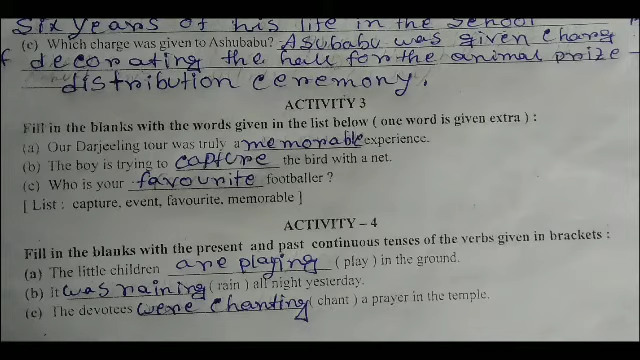 Six years of his life in the school
(c) Which charge was given to Ashubabu? Asubabu was given charg
f decorating the hall for the animal prize-
distribution ceremony.
ACTIVITY 3
Fill in the blanks with the words given in the list below ( one word is given extra ) :
(a) Our Darjeeling tour was truly a memorable experience.
(b) The boy is trying to capture the bird with a net.
(c) Who is your favourite footballer ?
[ List : capture, event, favourite, memorable ]
ACTIVITY – 4
Fill in the blanks with the present and past continuous tenses of the verbs given in brackets :
(a) The little children are playing ( play ) in the ground.
(b) It was raining ( rain ) all night yesterday.
(c) The devotees were chanting ( chant ) a prayer in the temple.